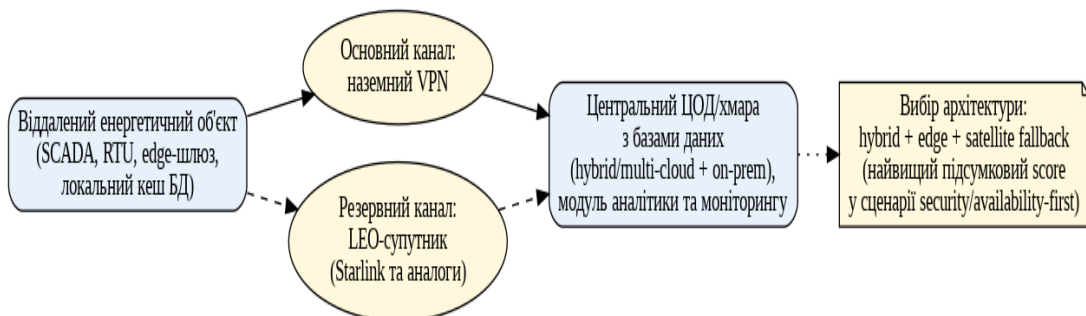 Віддалений енергетичний об'єкт
(SCADA, RTU, edge-шлюз,
локальний кеш БД)
Основний канал:
наземний VPN
Резервний канал:
LEO-супутник
(Starlink та аналоги)
Центральний ЦОД/хмара
з базами даних
(hybrid/multi-cloud + on-prem),
модуль аналітики та моніторингу
Вибір архітектури:
hybrid + edge + satellite fallback
(найвищий підсумковий score
у сценарії security/availability-first)